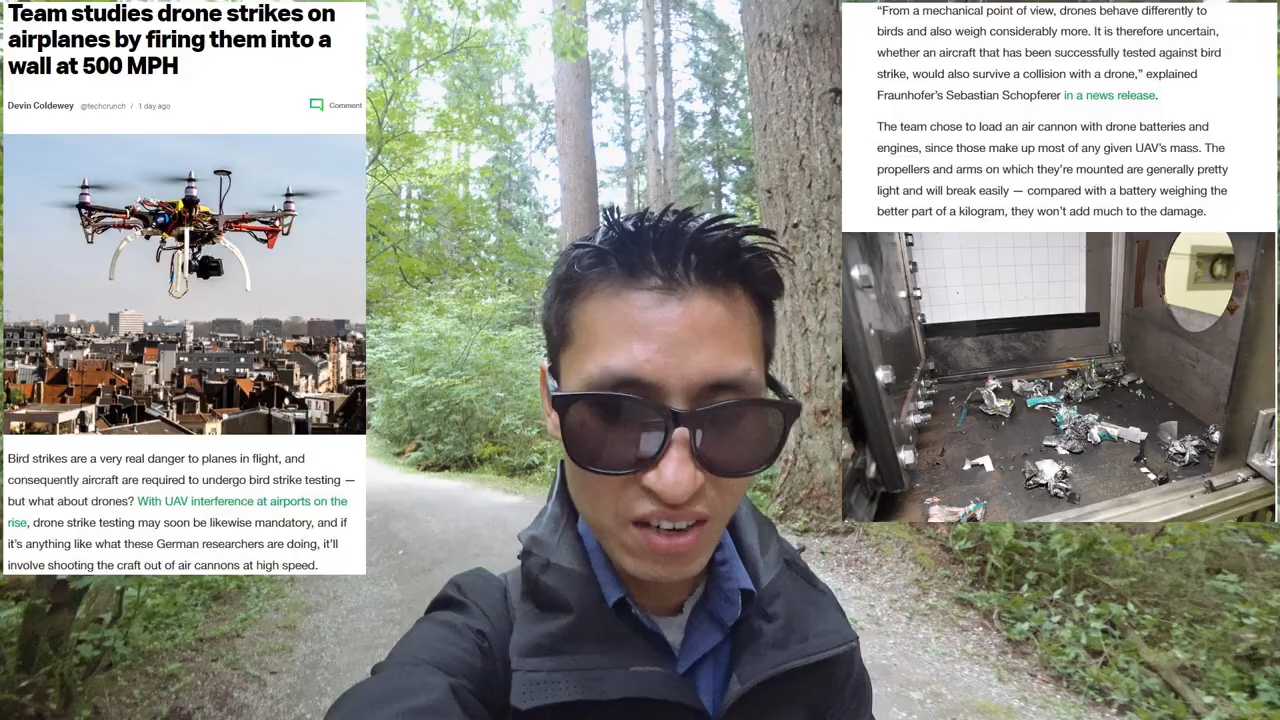 Team studies drone strikes on
airplanes by firing them into a
wall at 500 MPH
Devin Coldewey @techcrunch / 1 day ago
Comment
Bird strikes are a very real danger to planes in flight, and
consequently aircraft are required to undergo bird strike testing —
but what about drones? With UAV interference at airports on the
rise, drone strike testing may soon be likewise mandatory, and if
it's anything like what these German researchers are doing, it'll
involve shooting the craft out of air cannons at high speed.
“From a mechanical point of view, drones behave differently to
birds and also weigh considerably more. It is therefore uncertain,
whether an aircraft that has been successfully tested against bird
strike, would also survive a collision with a drone,” explained
Fraunhofer's Sebastian Schopferer in a news release.
The team chose to load an air cannon with drone batteries and
engines, since those make up most of any given UAV's mass. The
propellers and arms on which they're mounted are generally pretty
light and will break easily — compared with a battery weighing the
better part of a kilogram, they won't add much to the damage.